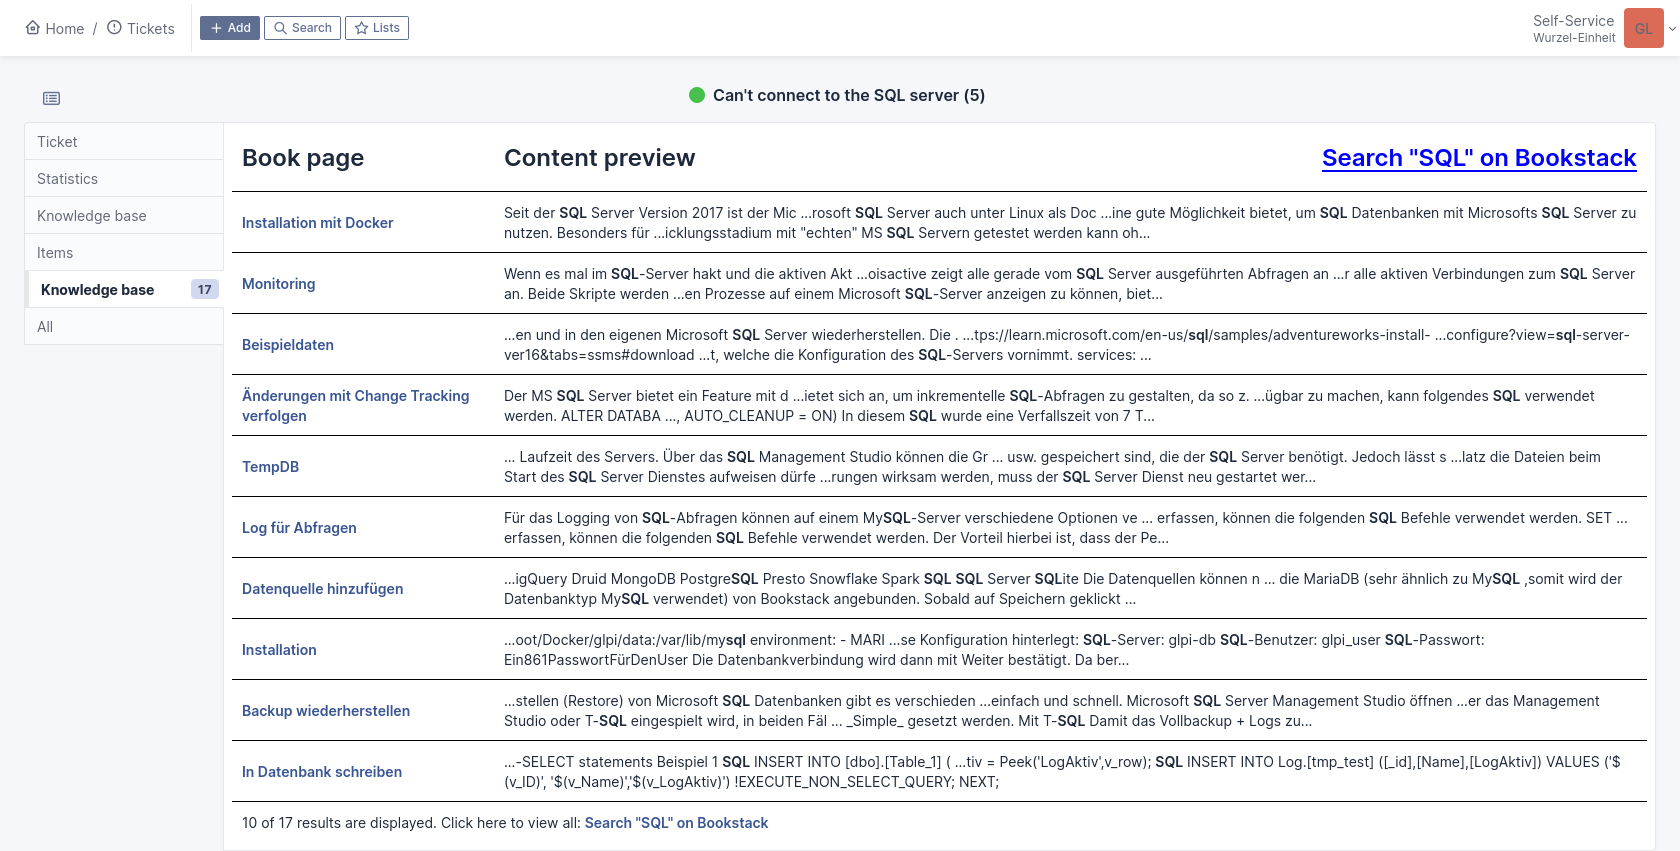 Home / Tickets
Add
Search
Lists
Self-Service
Wurzel-Einheit
GL
Can't connect to the SQL server (5)
Ticket
Statistics
Knowledge base
Items
Knowledge base 17
All
Book page
Content preview
Search "SQL" on Bookstack
Installation mit Docker
Seit der SQL Server Version 2017 ist der Mic ...rosoft SQL Server auch unter Linux als Doc ...ine gute Möglichkeit bietet, um SQL Datenbanken mit Microsofts SQL Server zu
nutzen. Besonders für ...icklungsstadium mit "echten" MS SQL Servern getestet werden kann oh...
Monitoring
Wenn es mal im SQL-Server hakt und die aktiven Akt ...oisactive zeigt alle gerade vom SQL Server ausgeführten Abfragen an ...r alle aktiven Verbindungen zum SQL Server
an. Beide Skripte werden ...en Prozesse auf einem Microsoft SQL-Server anzeigen zu können, biet...
Beispieldaten
...en und in den eigenen Microsoft SQL Server wiederherstellen. Die . ...tps://learn.microsoft.com/en-us/sql/samples/adventureworks-install- ...configure?view=sql-server-
ver16&tabs=ssms#download ...t, welche die Konfiguration des SQL-Servers vornimmt. services: ...
Änderungen mit Change Tracking
verfolgen
Der MS SQL Server bietet ein Feature mit d ...ietet sich an, um inkrementelle SQL-Abfragen zu gestalten, da so z. ...ügbar zu machen, kann folgendes SQL verwendet
werden. ALTER DATABA ..., AUTO_CLEANUP = ON) In diesem SQL wurde eine Verfallszeit von 7 T...
TempDB
... Laufzeit des Servers. Über das SQL Management Studio können die Gr ... usw. gespeichert sind, die der SQL Server benötigt. Jedoch lässt s ...latz die Dateien beim
Start des SQL Server Dienstes aufweisen dürfe ...rungen wirksam werden, muss der SQL Server Dienst neu gestartet wer...
Log für Abfragen
Für das Logging von SQL-Abfragen können auf einem MySQL-Server verschiedene Optionen ve ... erfassen, können die folgenden SQL Befehle verwendet werden. SET ...
erfassen, können die folgenden SQL Befehle verwendet werden. Der Vorteil hierbei ist, dass der Pe...
Datenquelle hinzufügen
...igQuery Druid MongoDB PostgreSQL Presto Snowflake Spark SQL SQL Server SQLite Die Datenquellen können n ... die MariaDB (sehr ähnlich zu MySQL ,somit wird der
Datenbanktyp MySQL verwendet) von Bookstack angebunden. Sobald auf Speichern geklickt ...
Installation
...oot/Docker/glpi/data:/var/lib/mysql environment: - MARI ...se Konfiguration hinterlegt: SQL-Server: glpi-db SQL-Benutzer: glpi_user SQL-Passwort:
Ein861PasswortFürDenUser Die Datenbankverbindung wird dann mit Weiter bestätigt. Da ber...
Backup wiederherstellen
...stellen (Restore) von Microsoft SQL Datenbanken gibt es verschieden ...einfach und schnell. Microsoft SQL Server Management Studio öffnen ...er das Management
Studio oder T-SQL eingespielt wird, in beiden Fäl ... _Simple_ gesetzt werden. Mit T-SQL Damit das Vollbackup + Logs zu...
In Datenbank schreiben
...-SELECT statements Beispiel 1 SQL INSERT INTO [dbo].[Table_1] ( ...tiv = Peek('LogAktiv',v_row); SQL INSERT INTO Log.[tmp_test] ([_id],[Name],[LogAktiv]) VALUES ('$
(v_ID)', '$(v_Name)','$(v_LogAktiv)') !EXECUTE_NON_SELECT_QUERY; NEXT;
10 of 17 results are displayed. Click here to view all: Search "SQL" on Bookstack